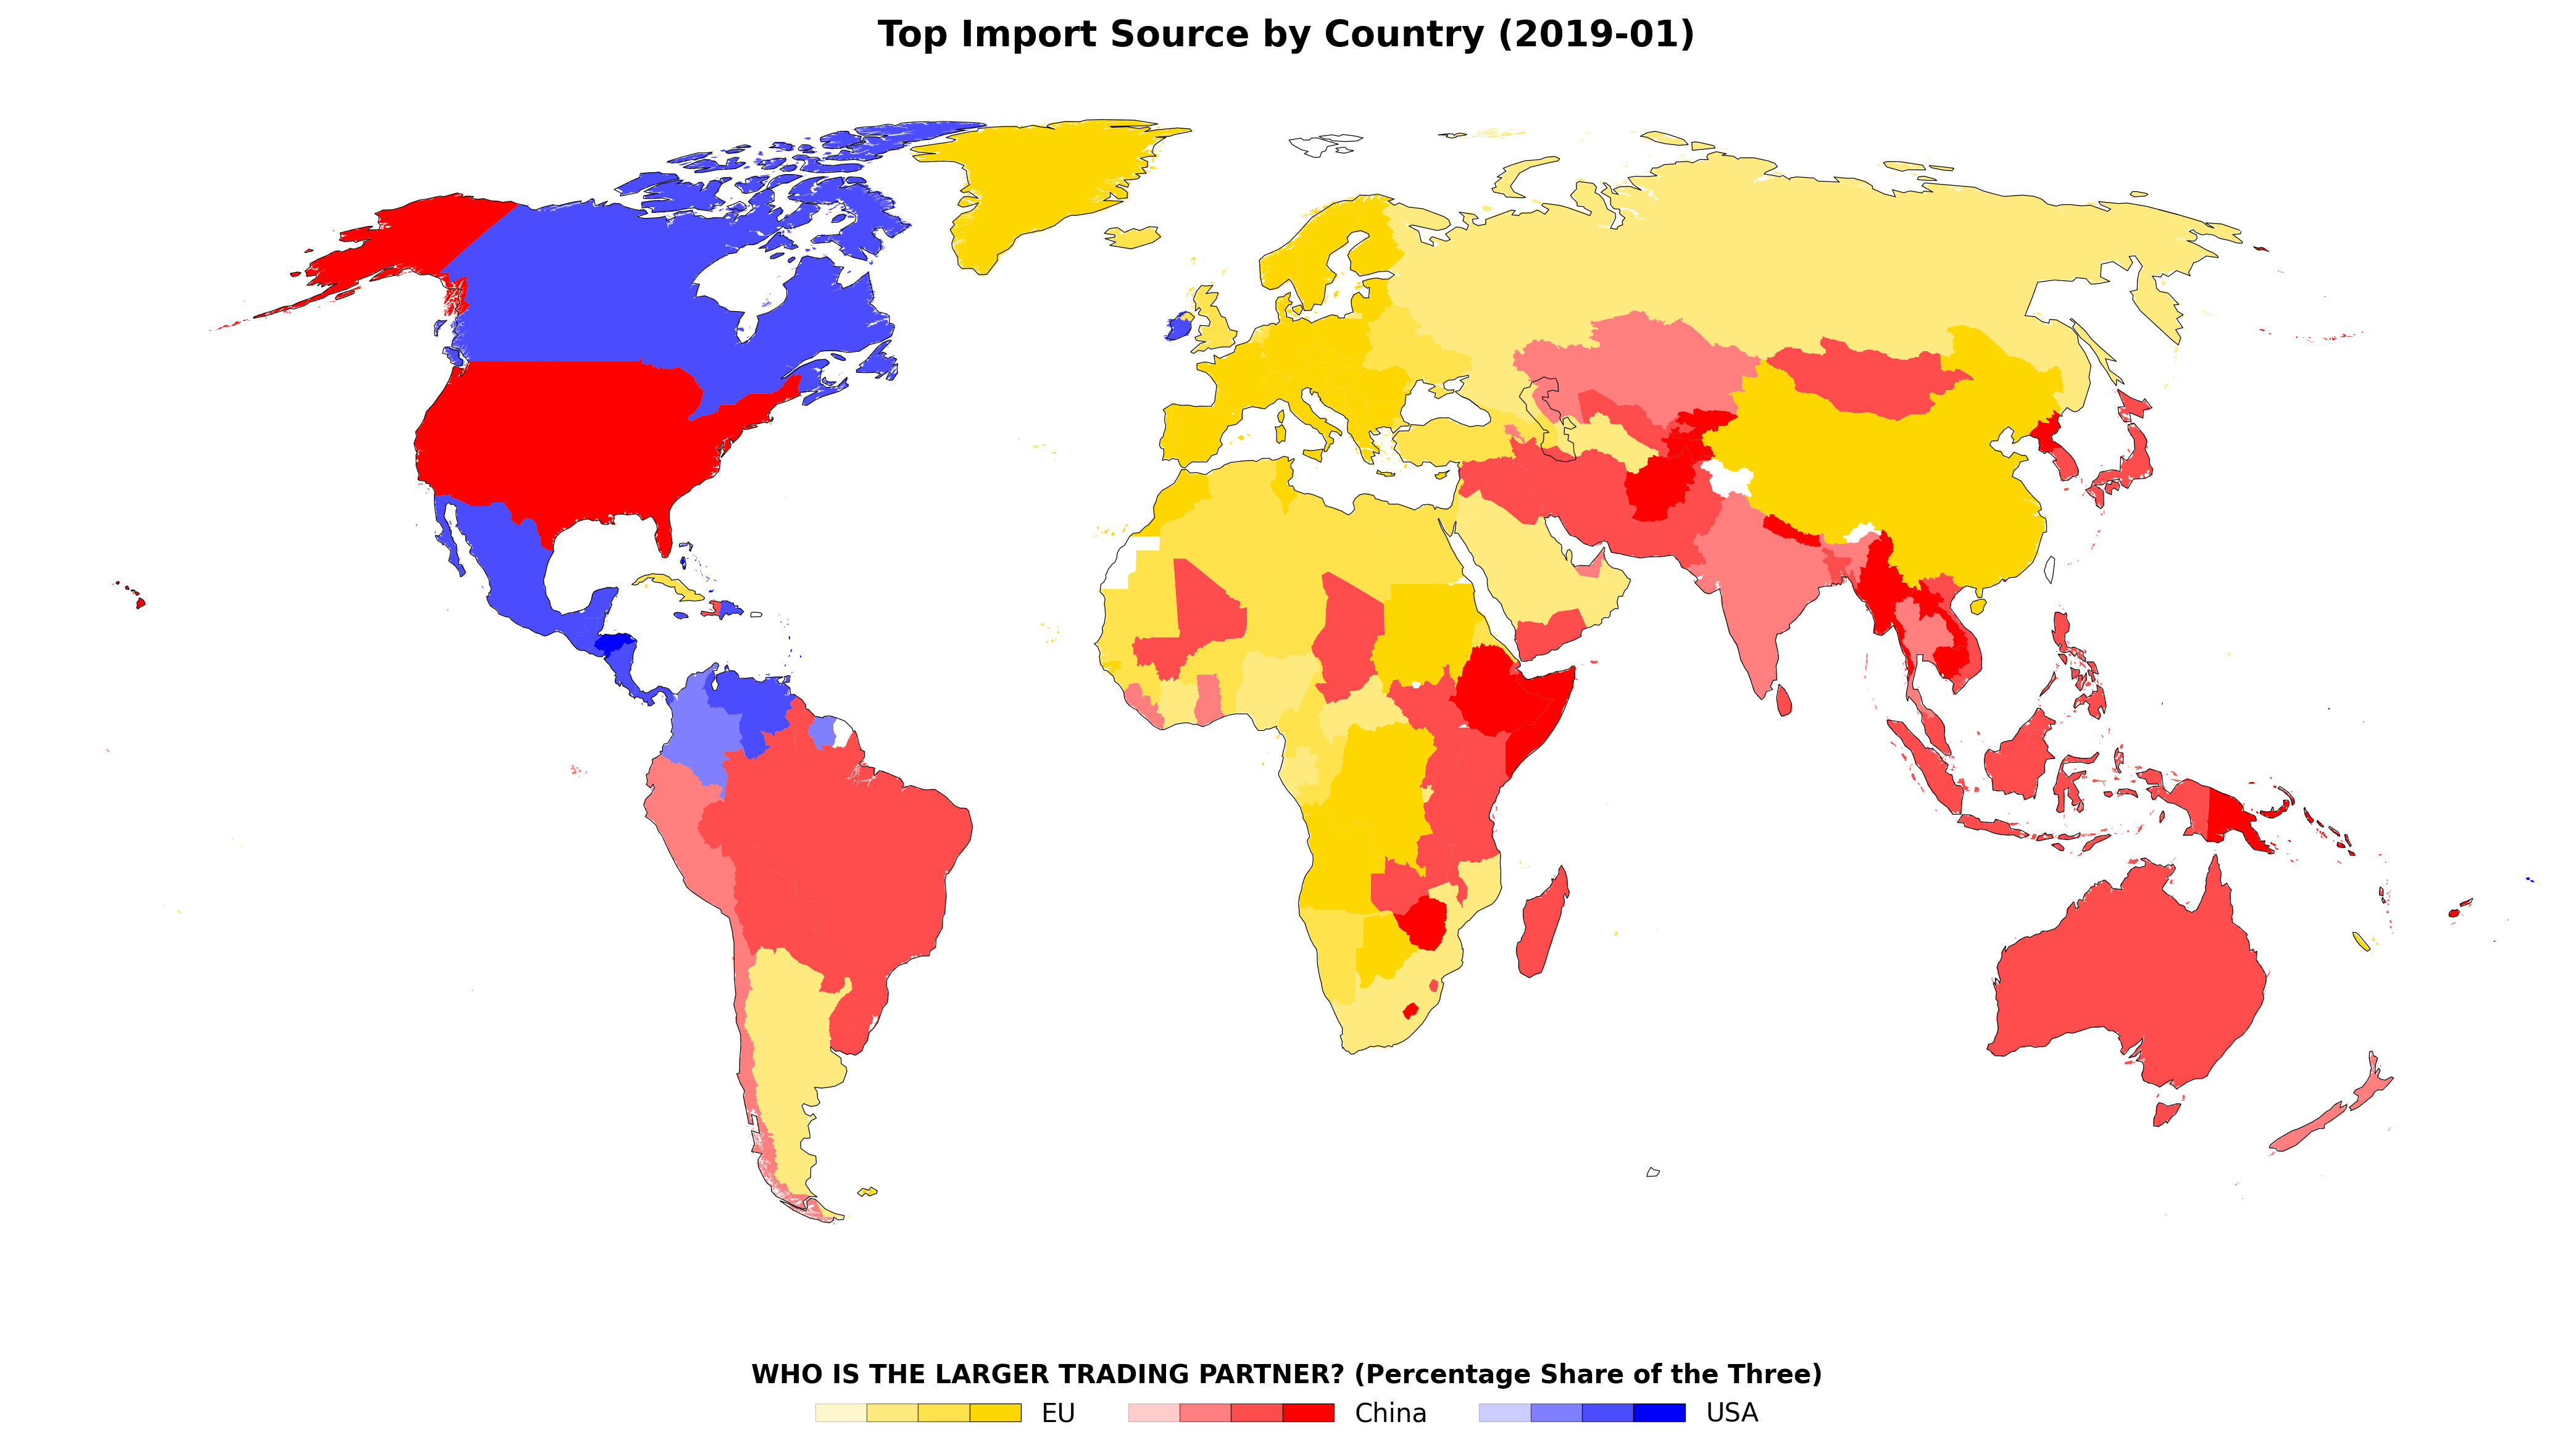 Top Import Source by Country (2019-01)
WHO IS THE LARGER TRADING PARTNER? (Percentage Share of the Three)
EU China USA